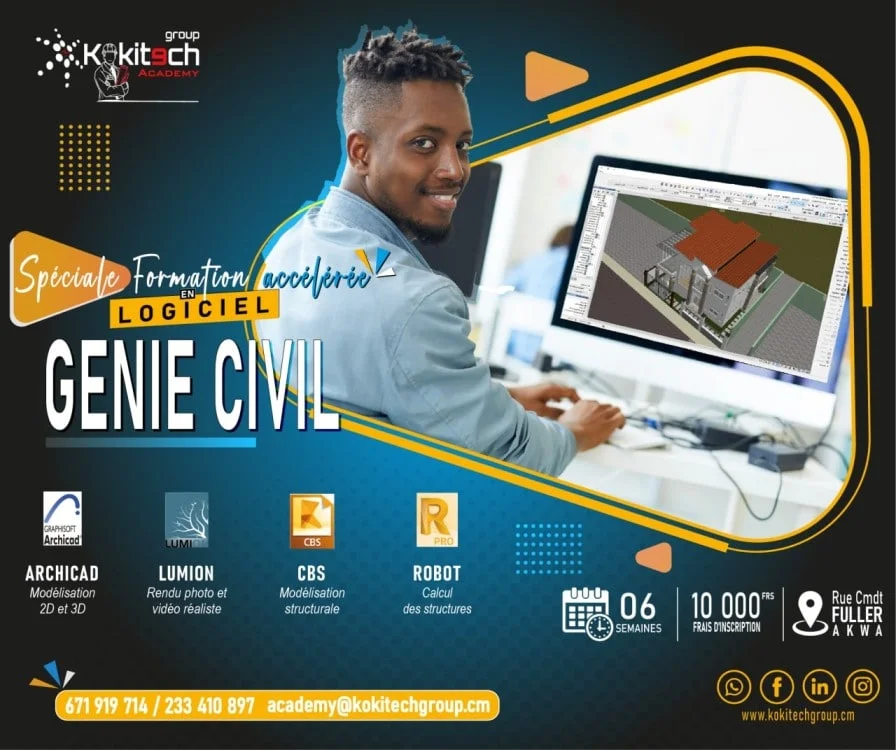 group
Kokitech
ACADEMY
Spéciale Formation accélérée
EN
LOGICIEL
GENIE CIVIL
GRAPHISOFT
Archicad
LUMION
CBS
R
PRO
ARCHICAD
Modélisation
2D et 3D
LUMION
Rendu photo et
vidéo réaliste
CBS
Modélisation
structurale
ROBOT
Calcul
des structures
06
SEMAINES
10 000 FRS
FRAIS D'INSCRIPTION
Rue Cmdt
FULLER
AKWA
671 919 714 / 233 410 897 academy@kokitechgroup.cm
www.kokitechgroup.cm